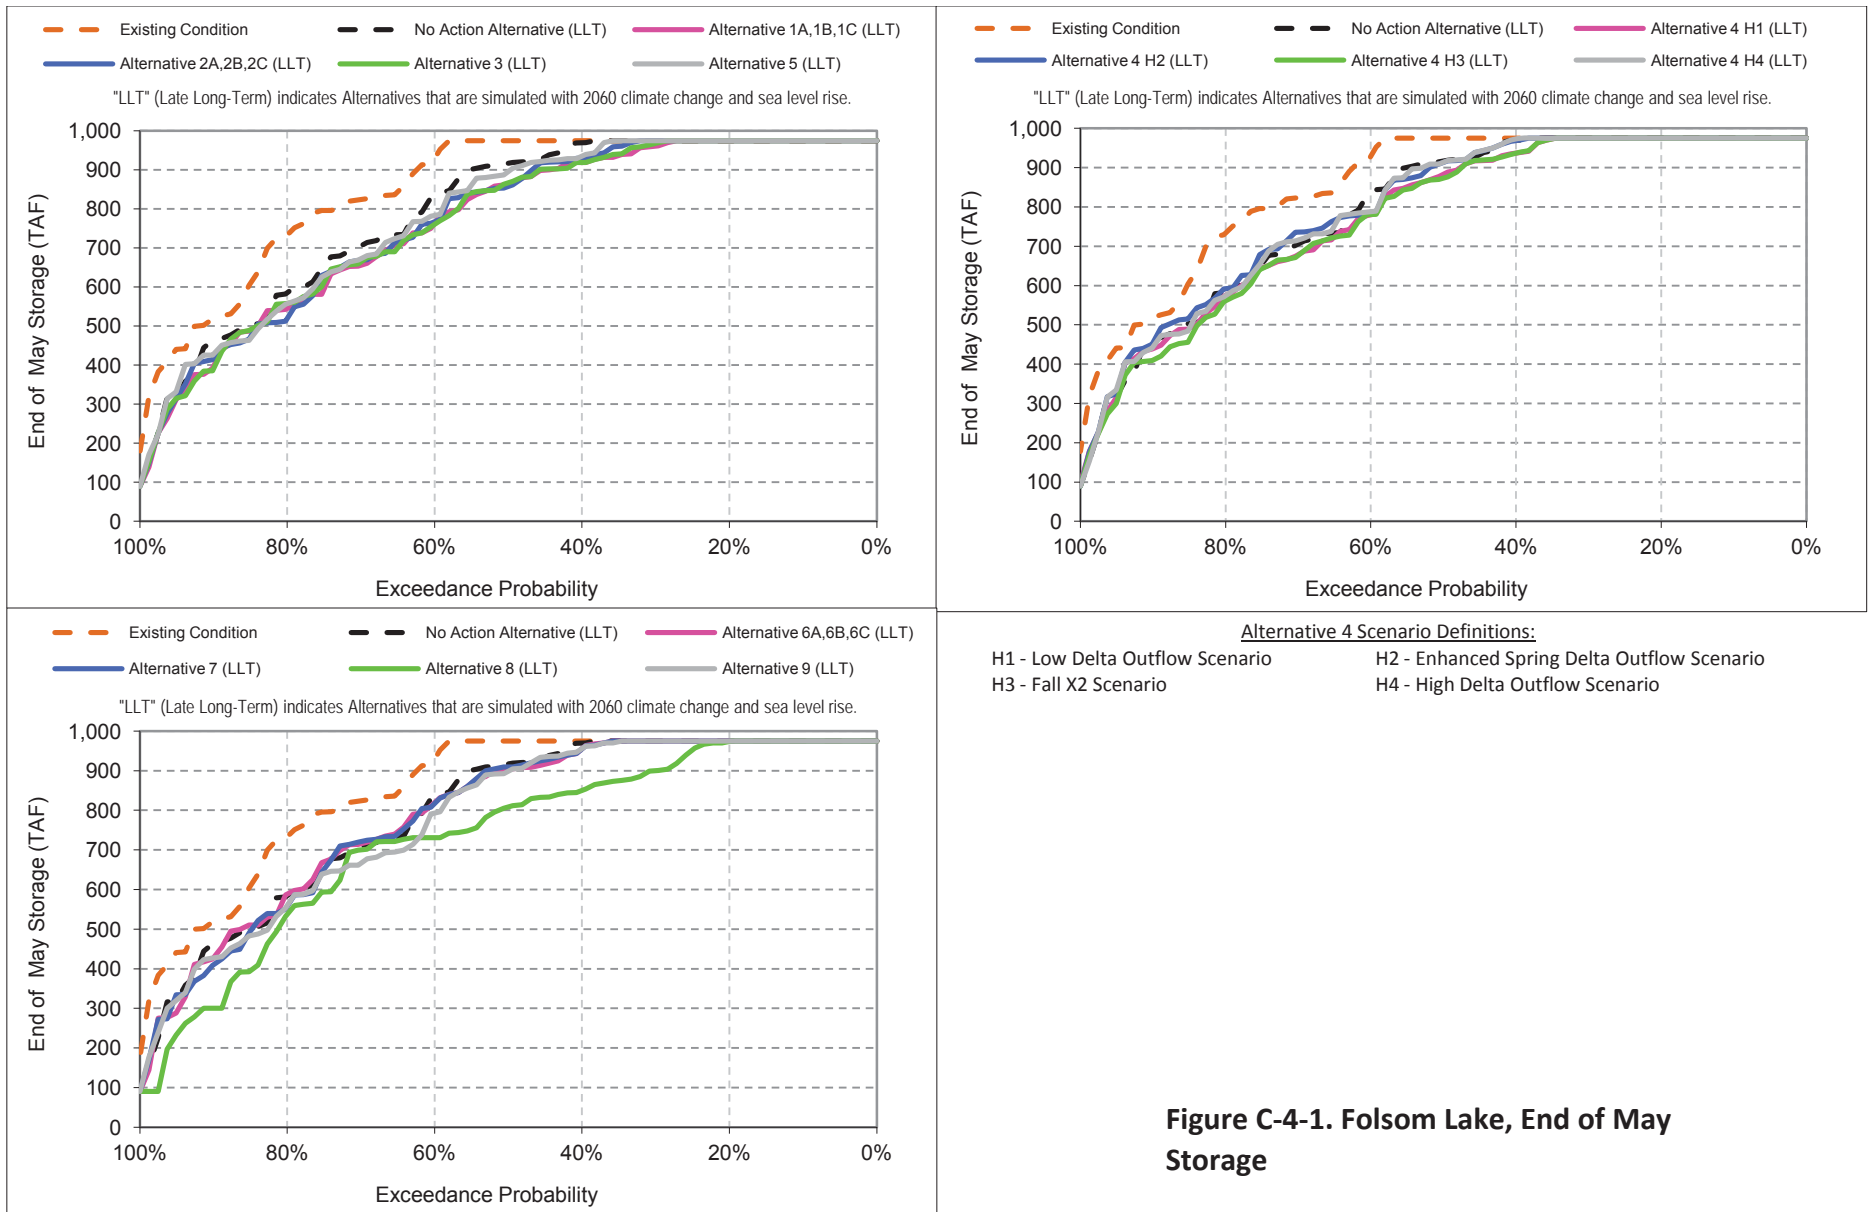 Existing Condition
No Action Alternative (LLT)
Alternative 1A,1B,1C (LLT)
Alternative 2A,2B,2C (LLT)
Alternative 3 (LLT)
Alternative 5 (LLT)
"LLT" (Late Long-Term) indicates Alternatives that are simulated with 2060 climate change and sea level rise.
End of May Storage (TAF)
1,000
900
800
700
600
500
400
300
200
100
0
100% 80% 60% 40% 20% 0%
Exceedance Probability
Existing Condition
No Action Alternative (LLT)
Alternative 4 H1 (LLT)
Alternative 4 H2 (LLT)
Alternative 4 H3 (LLT)
Alternative 4 H4 (LLT)
"LLT" (Late Long-Term) indicates Alternatives that are simulated with 2060 climate change and sea level rise.
End of May Storage (TAF)
1,000
900
800
700
600
500
400
300
200
100
0
100% 80% 60% 40% 20% 0%
Exceedance Probability
Existing Condition
No Action Alternative (LLT)
Alternative 6A,6B,6C (LLT)
Alternative 7 (LLT)
Alternative 8 (LLT)
Alternative 9 (LLT)
"LLT" (Late Long-Term) indicates Alternatives that are simulated with 2060 climate change and sea level rise.
End of May Storage (TAF)
1,000
900
800
700
600
500
400
300
200
100
0
100% 80% 60% 40% 20% 0%
Exceedance Probability
Alternative 4 Scenario Definitions:
H1 - Low Delta Outflow Scenario
H2 - Enhanced Spring Delta Outflow Scenario
H3 - Fall X2 Scenario
H4 - High Delta Outflow Scenario
Figure C-4-1. Folsom Lake, End of May
Storage